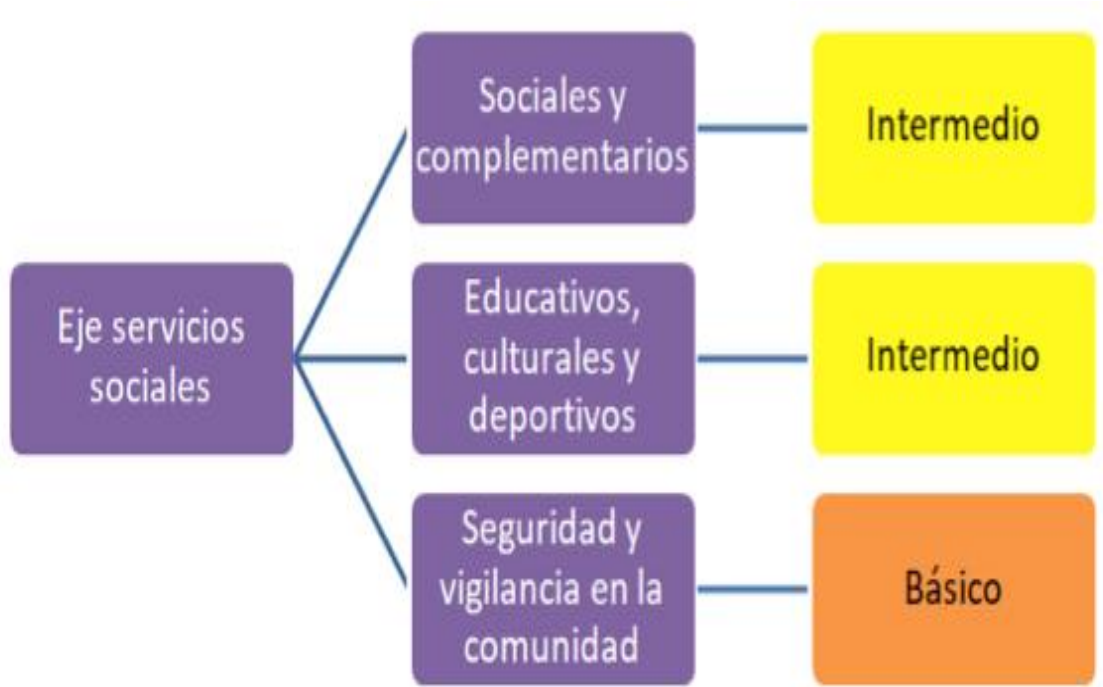 Eje servicios
sociales
Sociales y
complementarios
Intermedio
Educativos,
culturales y
deportivos
Intermedio
Seguridad y
vigilancia en la
comunidad
Básico